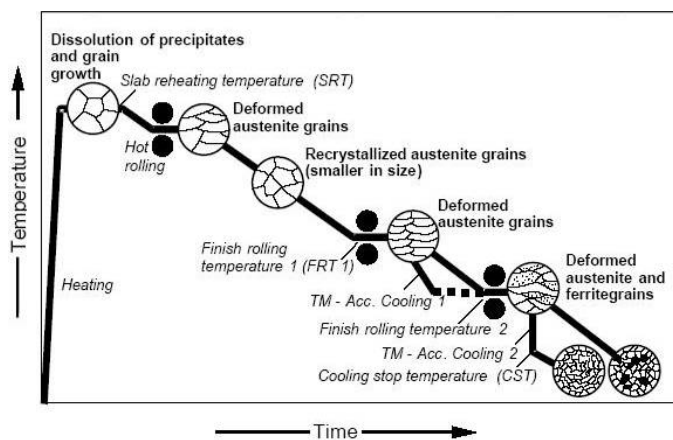 Dissolution of precipitates
and grain
growth
Slab reheating temperature (SRT)
Deformed
austenite grains
Hot
rolling
Recrystallized austenite grains
(smaller in size)
Deformed
austenite grains
Finish rolling
temperature 1 (FRT 1)
Deformed
austenite and
ferritegrains
Heating
TM - Acc. Cooling 1
Finish rolling temperature 2
TM - Acc. Cooling 2
Cooling stop temperature (CST)
Temperature
Time